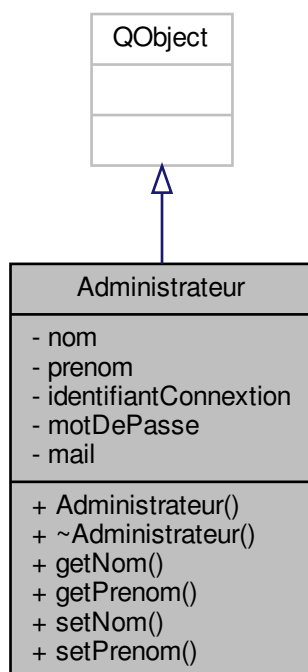 QObject
Administrateur
- nom
- prenom
- identifiantConnextion
- motDePasse
- mail
+ Administrateur()
+ ~Administrateur()
+ getNom()
+ getPrenom()
+ setNom()
+ setPrenom()